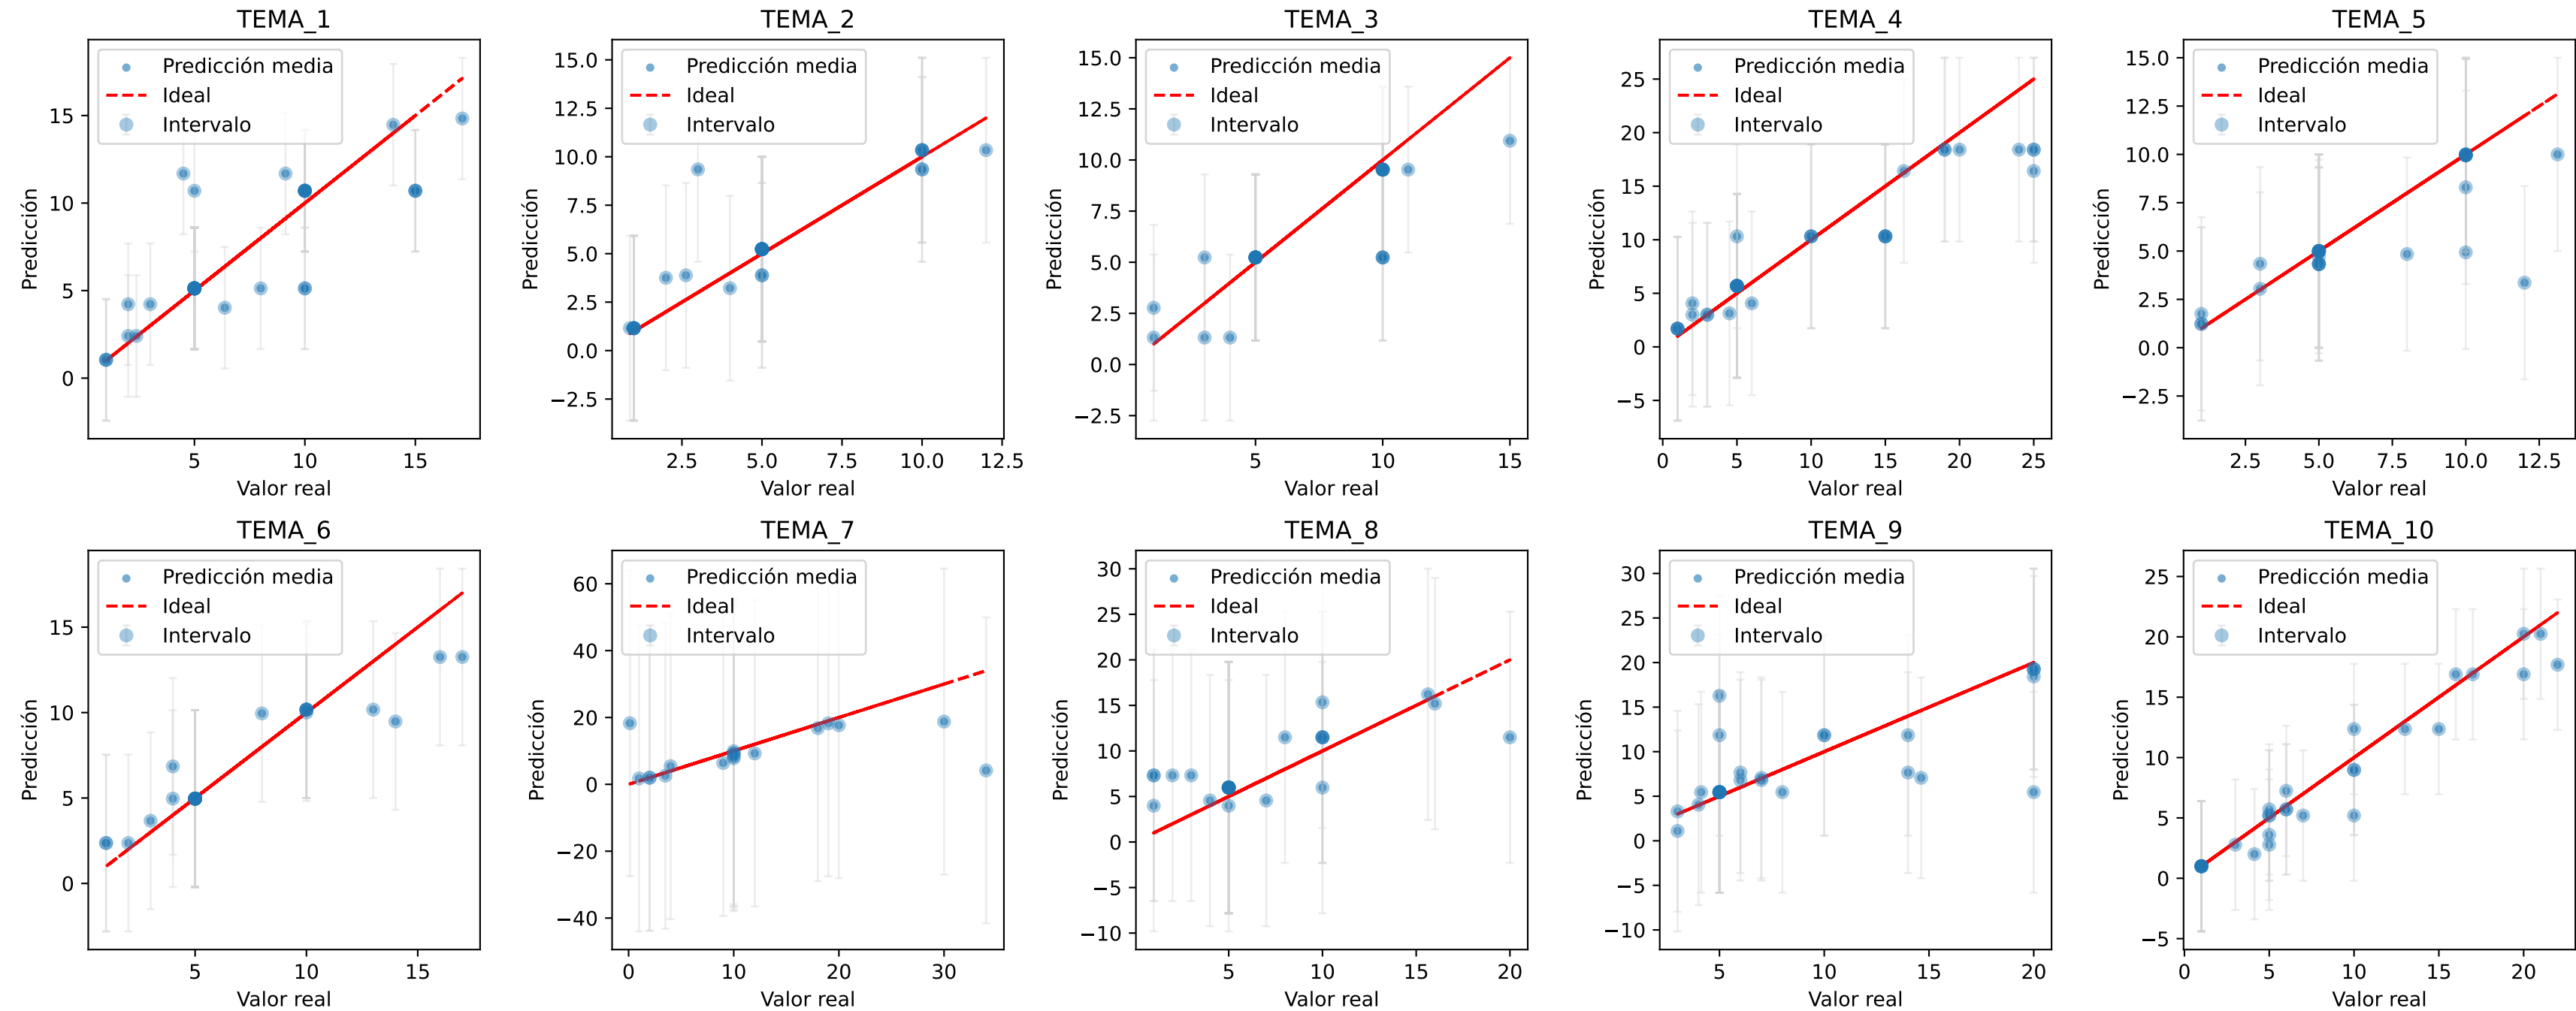 TEMA_1
Predicción media
Ideal
Intervalo
15
10
5
0
Predicción
5
10
15
Valor real
TEMA_2
Predicción media
Ideal
Intervalo
15.0
12.5
10.0
7.5
5.0
2.5
0.0
−2.5
Predicción
2.5
5.0
7.5
10.0
12.5
Valor real
TEMA_3
Predicción media
Ideal
Intervalo
15.0
12.5
10.0
7.5
5.0
2.5
0.0
−2.5
Predicción
5
10
15
Valor real
TEMA_4
Predicción media
Ideal
Intervalo
25
20
15
10
5
0
−5
Predicción
0
5
10
15
20
25
Valor real
TEMA_5
Predicción media
Ideal
Intervalo
15.0
12.5
10.0
7.5
5.0
2.5
0.0
−2.5
Predicción
2.5
5.0
7.5
10.0
12.5
Valor real
TEMA_6
Predicción media
Ideal
Intervalo
15
10
5
0
Predicción
5
10
15
Valor real
TEMA_7
Predicción media
Ideal
Intervalo
60
40
20
0
−20
−40
Predicción
0
10
20
30
Valor real
TEMA_8
Predicción media
Ideal
Intervalo
30
25
20
15
10
5
0
−5
−10
Predicción
5
10
15
20
Valor real
TEMA_9
Predicción media
Ideal
Intervalo
30
25
20
15
10
5
0
−5
−10
Predicción
5
10
15
20
Valor real
TEMA_10
Predicción media
Ideal
Intervalo
25
20
15
10
5
0
−5
Predicción
0
5
10
15
20
Valor real